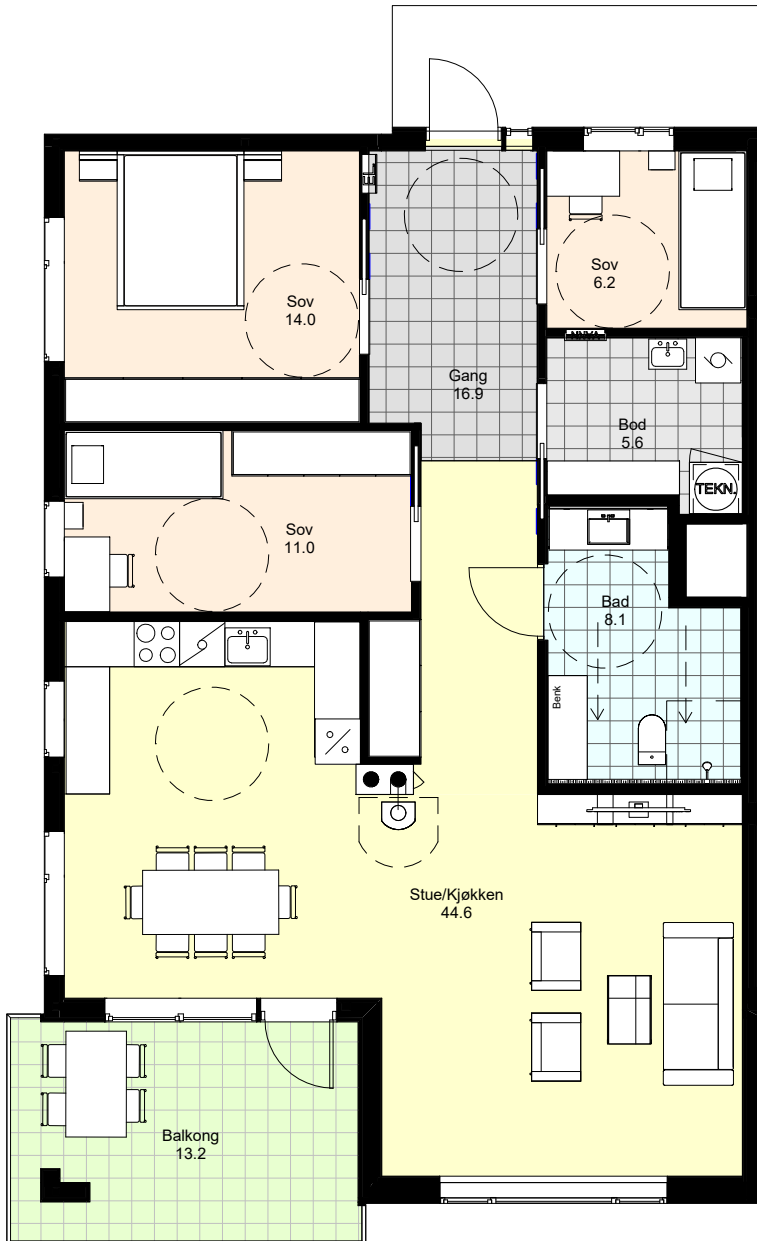 EL
Sov
14.0
Sov
6.2
Gang
16.9
Bod
5.6
TEKN.
Sov
11.0
Bad
8.1
Benk
Stue/Kjøkken
44.6
Balkong
13.2